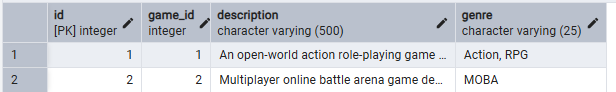 id game_id description genre
[PK] integer integer character varying (500) character varying (25)
1 1 1 An open-world action role-playing game ... Action, RPG
2 2 2 Multiplayer online battle arena game de... MOBA